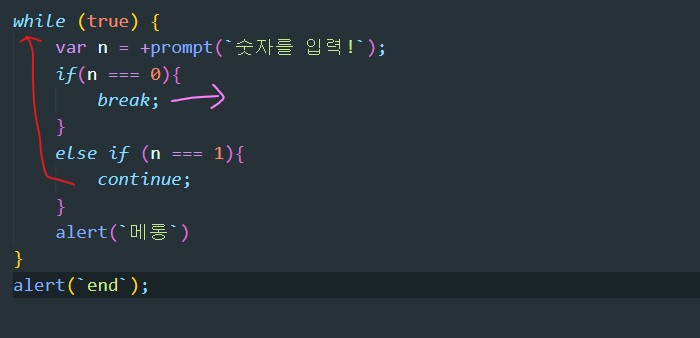 while (true) {
var n = +prompt(`숫자를 입력!`);
if(n === 0){
break;
}
else if (n === 1){
continue;
}
alert(`메롱`)
}
alert(`end`);